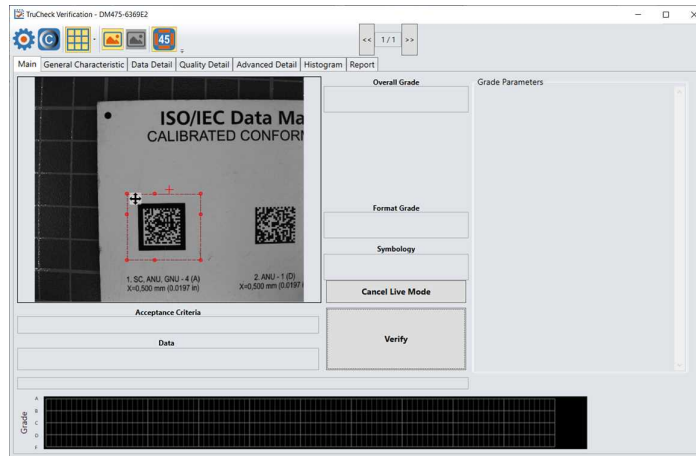 TruCheck Verification - DM475-6369E2
45
<< 1 / 1 >>
Main General Characteristic Data Detail Quality Detail Advanced Detail Histogram Report
ISO/IEC Data Ma
CALIBRATED CONFOR
1. SC, ANU, GNU - 4 (A)
X=0,500 mm (0.0197 in)
2. ANU - 1 (D)
X=0,500 mm (0.0197 i
Overall Grade
Format Grade
Symbology
Cancel Live Mode
Verify
Grade Parameters
Acceptance Criteria
Data
Grade
A
B
C
D
F